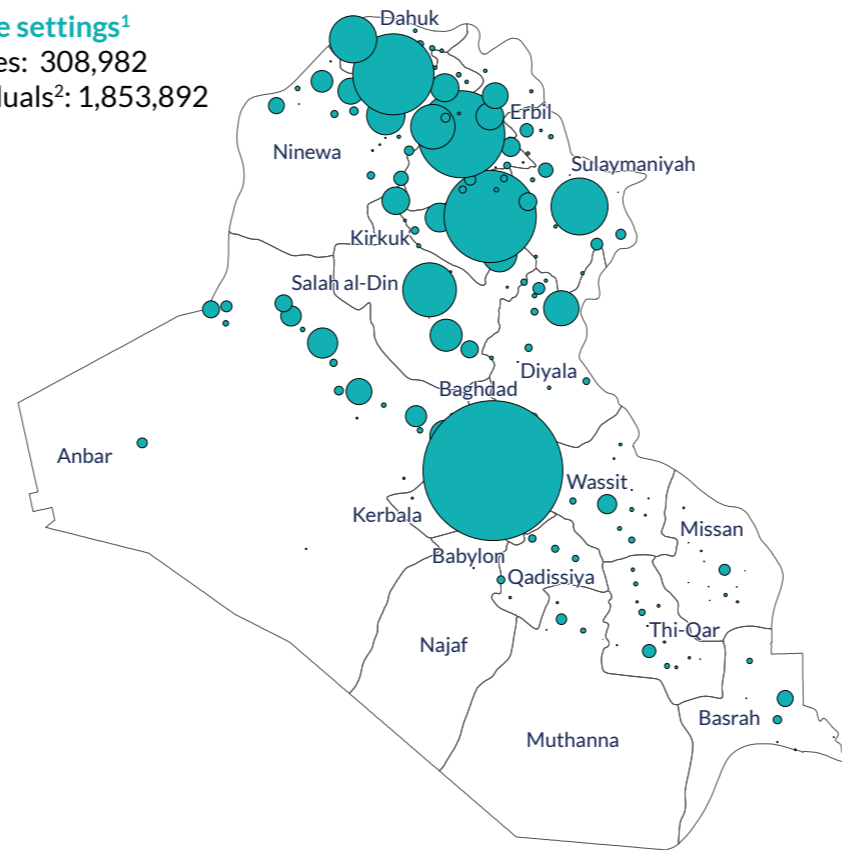 e settings¹
es: 308,982
duals²: 1,853,892
Dahuk
Erbil
Ninewa
Sulaymaniyah
Kirkuk
Salah al-Din
Diyala
Baghdad
Anbar
Wassit
Kerbala
Missan
Babylon
Qadissiya
Thi-Qar
Najaf
Basrah
Muthanna